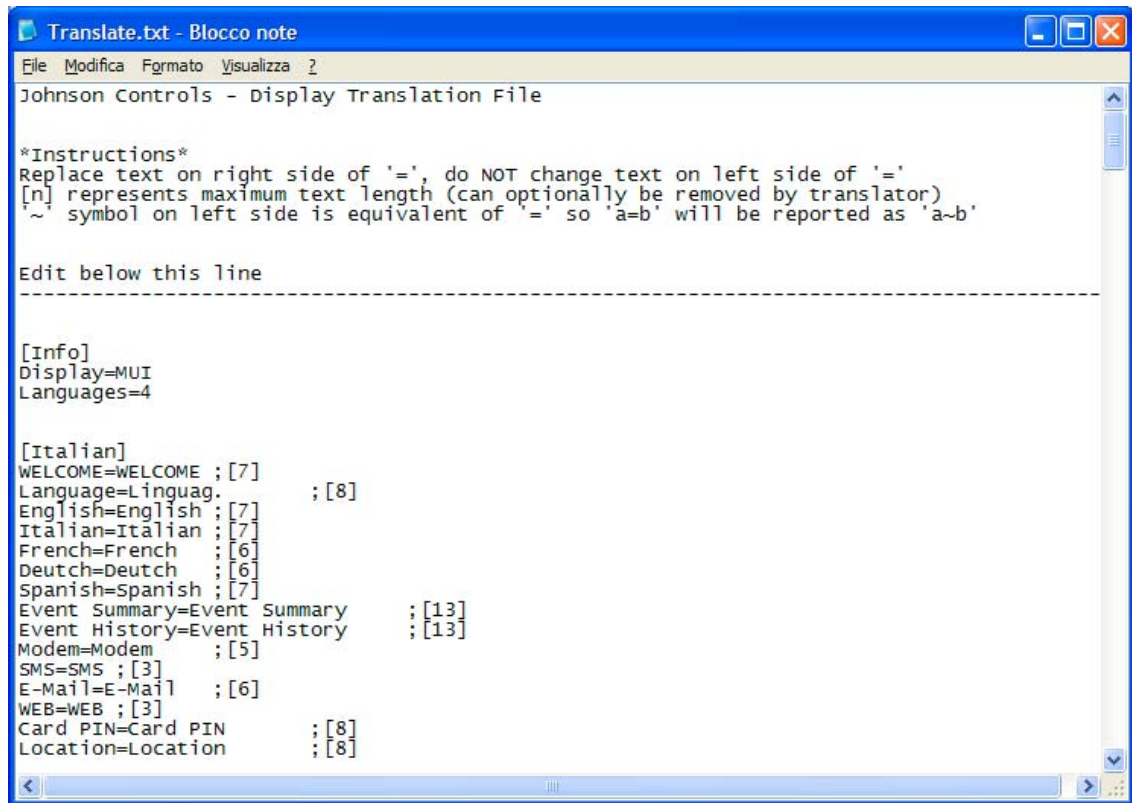 Translate.txt - Blocco note
File Modifica Formato Visualizza ?
Johnson Controls - Display Translation File
*Instructions*
Replace text on right side of '=', do NOT change text on left side of '='
[n] represents maximum text length (can optionally be removed by translator)
'~' symbol on left side is equivalent of '=' so 'a=b' will be reported as 'a~b'
Edit below this line
------------------------------------------------------------------------------------------
[Info]
Display=MUI
Languages=4
[Italian]
WELCOME=WELCOME ;[7]
Language=Linguag. ;[8]
English=English ;[7]
Italian=Italian ;[7]
French=French ;[6]
Deutch=Deutch ;[6]
Spanish=Spanish ;[7]
Event Summary=Event Summary ;[13]
Event History=Event History ;[13]
Modem=Modem ;[5]
SMS=SMS ;[3]
E-Mail=E-Mail ;[6]
WEB=WEB ;[3]
Card PIN=Card PIN ;[8]
Location=Location ;[8]